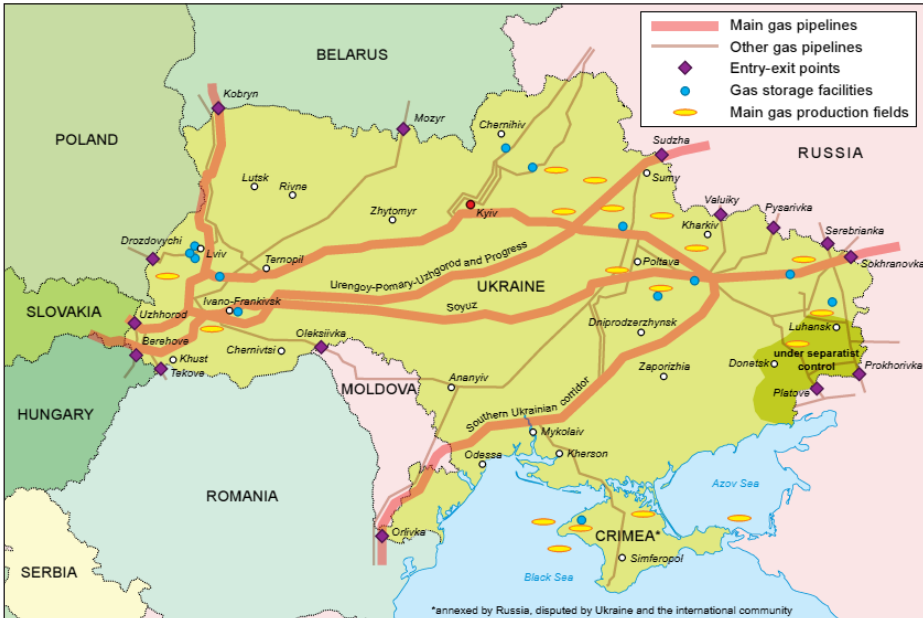 Main gas pipelines
Other gas pipelines
Entry-exit points
Gas storage facilities
Main gas production fields
BELARUS
POLAND
RUSSIA
SLOVAKIA
HUNGARY
SERBIA
ROMANIA
MOLDOVA
UKRAINE
CRIMEA*
Kobryn
Mozyr
Chernihiv
Sudzha
Sumy
Lutsk
Rivne
Zhytomyr
Kyiv
Valuiky
Pysarivka
Kharkiv
Serebrianka
Sokhranovka
Drozdovychi
Lviv
Ternopil
Poltava
Urengoy-Pomary-Uzhgorod and Progress
Soyuz
Ivano-Frankivsk
Uzhhorod
Berehove
Khust
Tekove
Chernivtsi
Oleksiivka
Dniprodzerzhynsk
Luhansk
under separatist
control
Donetsk
Prokhorivka
Platove
Zaporizhia
Ananyiv
Southern Ukrainian corridor
Mykolaiv
Kherson
Odessa
Orlivka
Azov Sea
Simferopol
Black Sea
*annexed by Russia, disputed by Ukraine and the international community